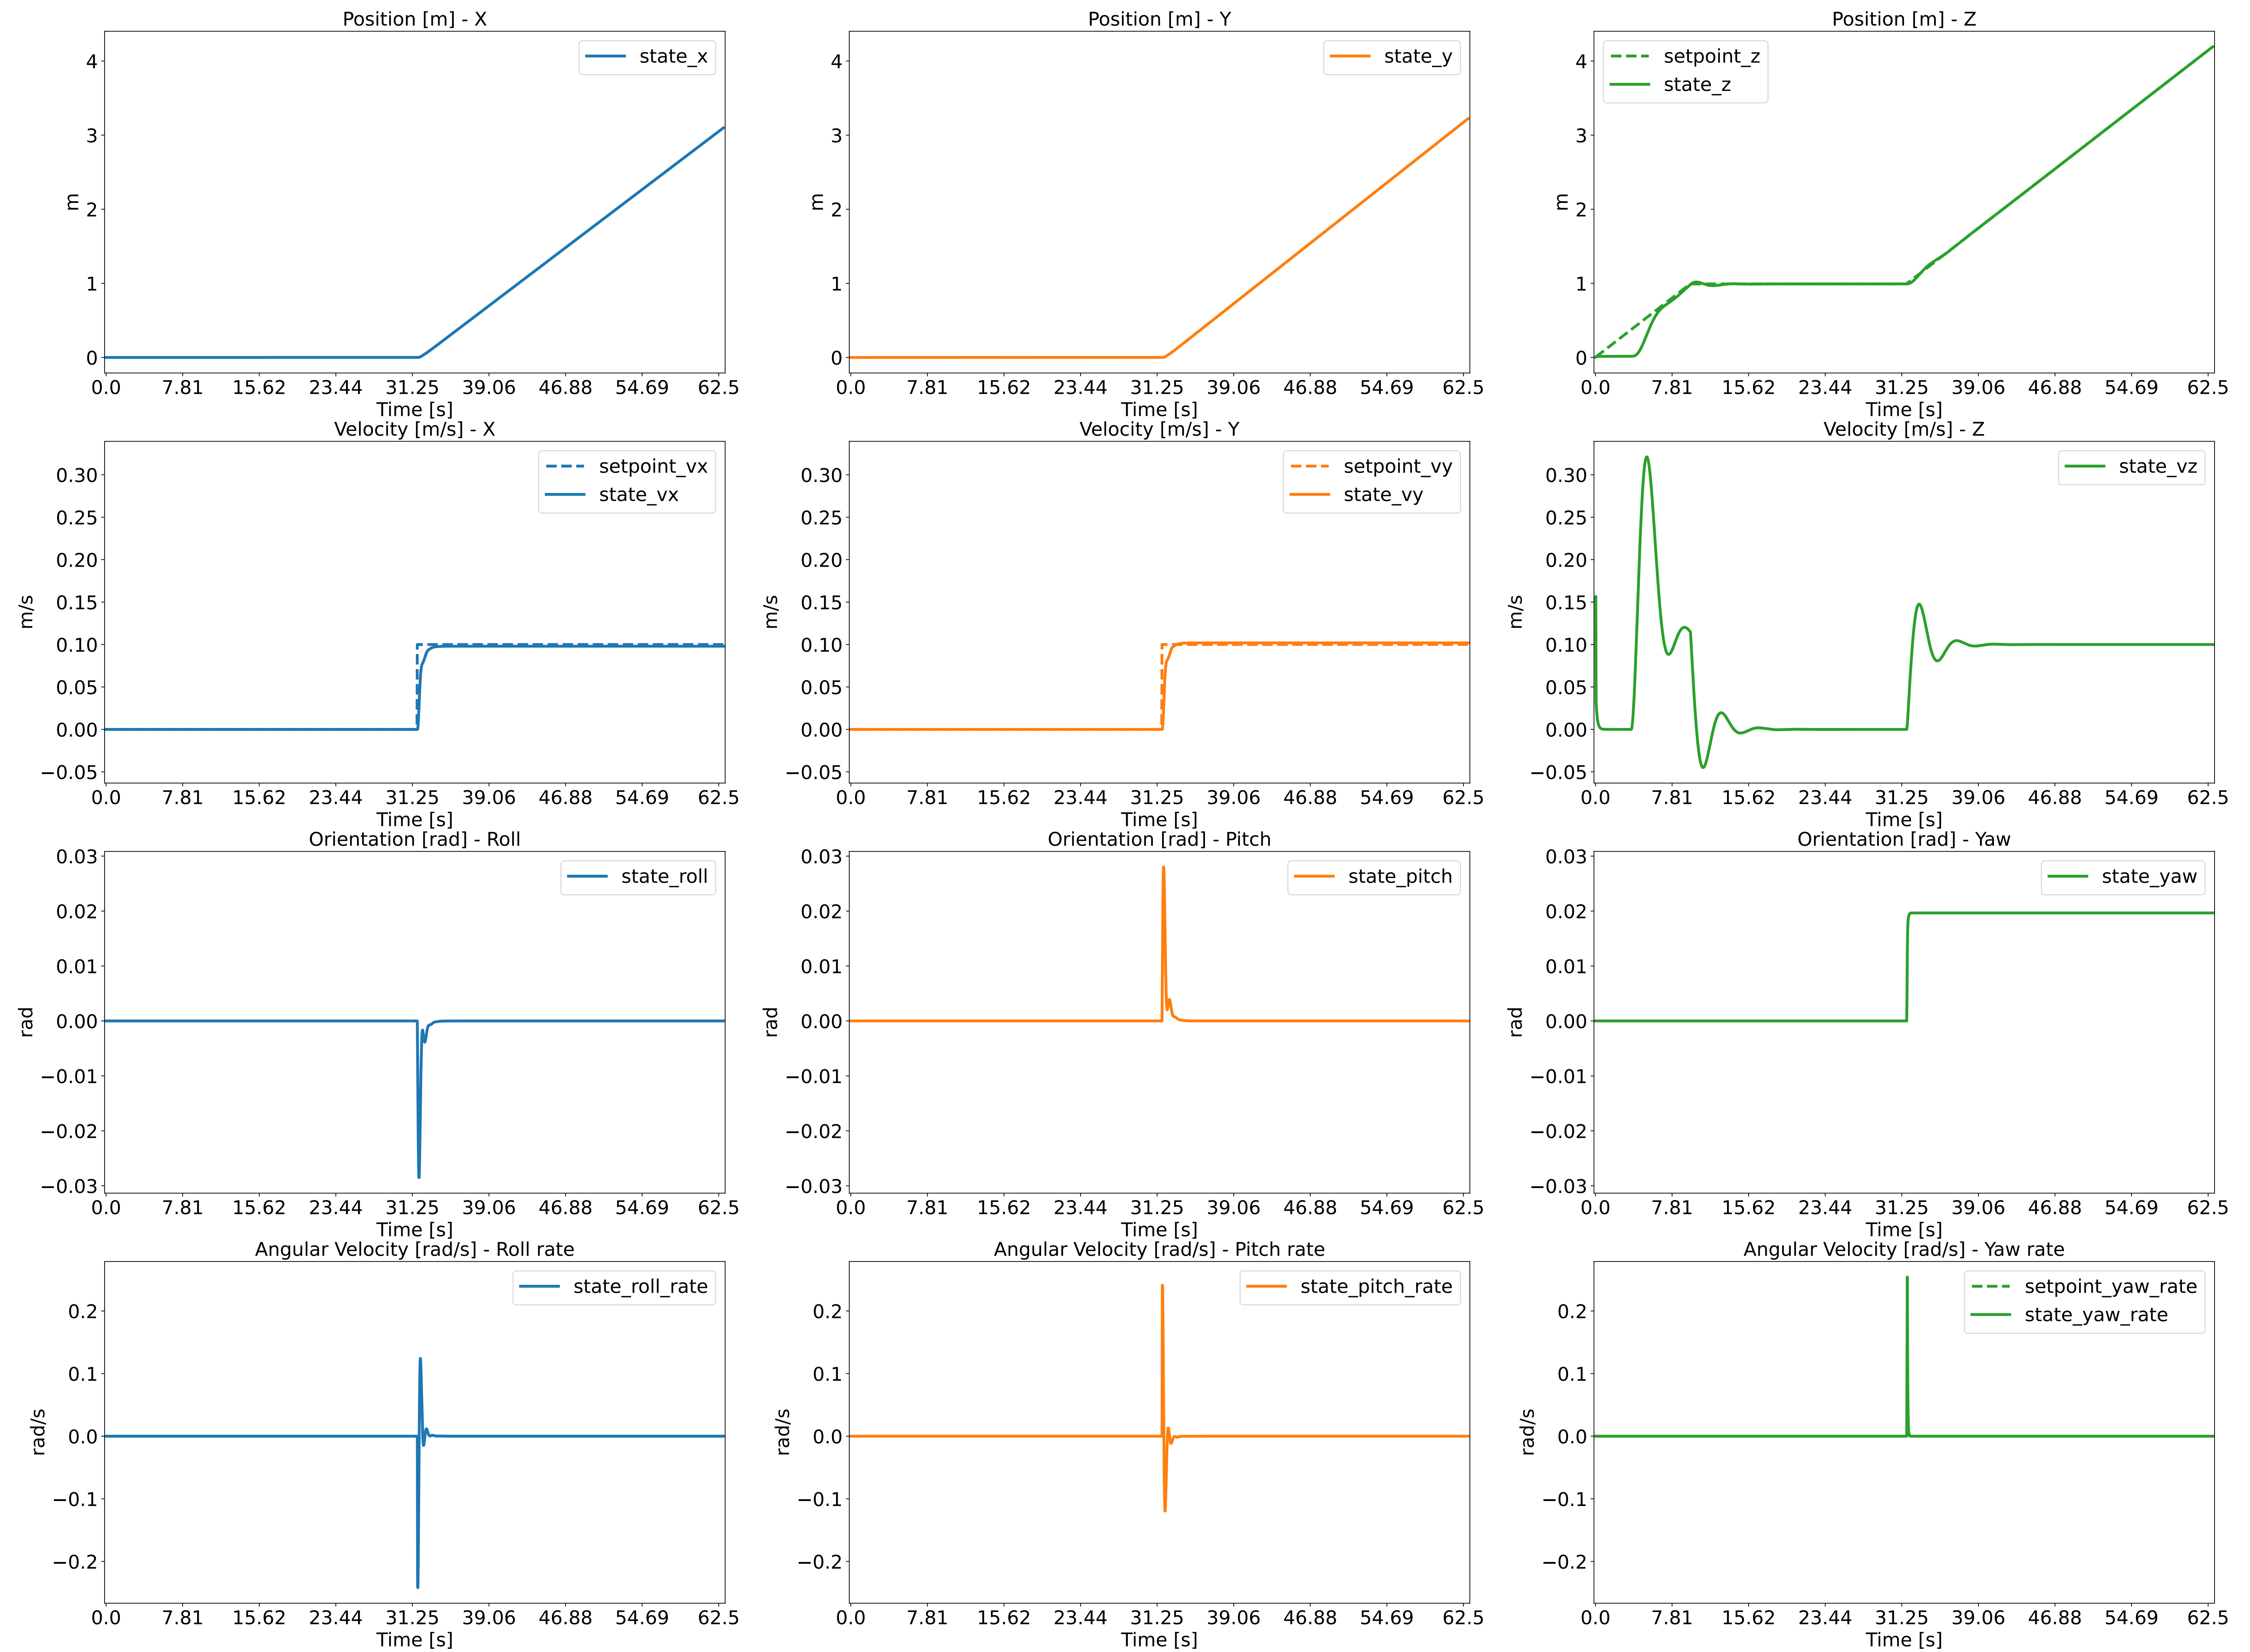 Position [m] - X
state_x
m
4
3
2
1
0
0.0 7.81 15.62 23.44 31.25 39.06 46.88 54.69 62.5
Time [s]
Position [m] - Y
state_y
m
4
3
2
1
0
0.0 7.81 15.62 23.44 31.25 39.06 46.88 54.69 62.5
Time [s]
Position [m] - Z
setpoint_z
state_z
m
4
3
2
1
0
0.0 7.81 15.62 23.44 31.25 39.06 46.88 54.69 62.5
Time [s]
Velocity [m/s] - X
setpoint_vx
state_vx
m/s
0.30
0.25
0.20
0.15
0.10
0.05
0.00
−0.05
0.0 7.81 15.62 23.44 31.25 39.06 46.88 54.69 62.5
Time [s]
Velocity [m/s] - Y
setpoint_vy
state_vy
m/s
0.30
0.25
0.20
0.15
0.10
0.05
0.00
−0.05
0.0 7.81 15.62 23.44 31.25 39.06 46.88 54.69 62.5
Time [s]
Velocity [m/s] - Z
state_vz
m/s
0.30
0.25
0.20
0.15
0.10
0.05
0.00
−0.05
0.0 7.81 15.62 23.44 31.25 39.06 46.88 54.69 62.5
Time [s]
Orientation [rad] - Roll
state_roll
rad
0.03
0.02
0.01
0.00
−0.01
−0.02
−0.03
0.0 7.81 15.62 23.44 31.25 39.06 46.88 54.69 62.5
Time [s]
Orientation [rad] - Pitch
state_pitch
rad
0.03
0.02
0.01
0.00
−0.01
−0.02
−0.03
0.0 7.81 15.62 23.44 31.25 39.06 46.88 54.69 62.5
Time [s]
Orientation [rad] - Yaw
state_yaw
rad
0.03
0.02
0.01
0.00
−0.01
−0.02
−0.03
0.0 7.81 15.62 23.44 31.25 39.06 46.88 54.69 62.5
Time [s]
Angular Velocity [rad/s] - Roll rate
state_roll_rate
rad/s
0.2
0.1
0.0
−0.1
−0.2
0.0 7.81 15.62 23.44 31.25 39.06 46.88 54.69 62.5
Time [s]
Angular Velocity [rad/s] - Pitch rate
state_pitch_rate
rad/s
0.2
0.1
0.0
−0.1
−0.2
0.0 7.81 15.62 23.44 31.25 39.06 46.88 54.69 62.5
Time [s]
Angular Velocity [rad/s] - Yaw rate
setpoint_yaw_rate
state_yaw_rate
rad/s
0.2
0.1
0.0
−0.1
−0.2
0.0 7.81 15.62 23.44 31.25 39.06 46.88 54.69 62.5
Time [s]